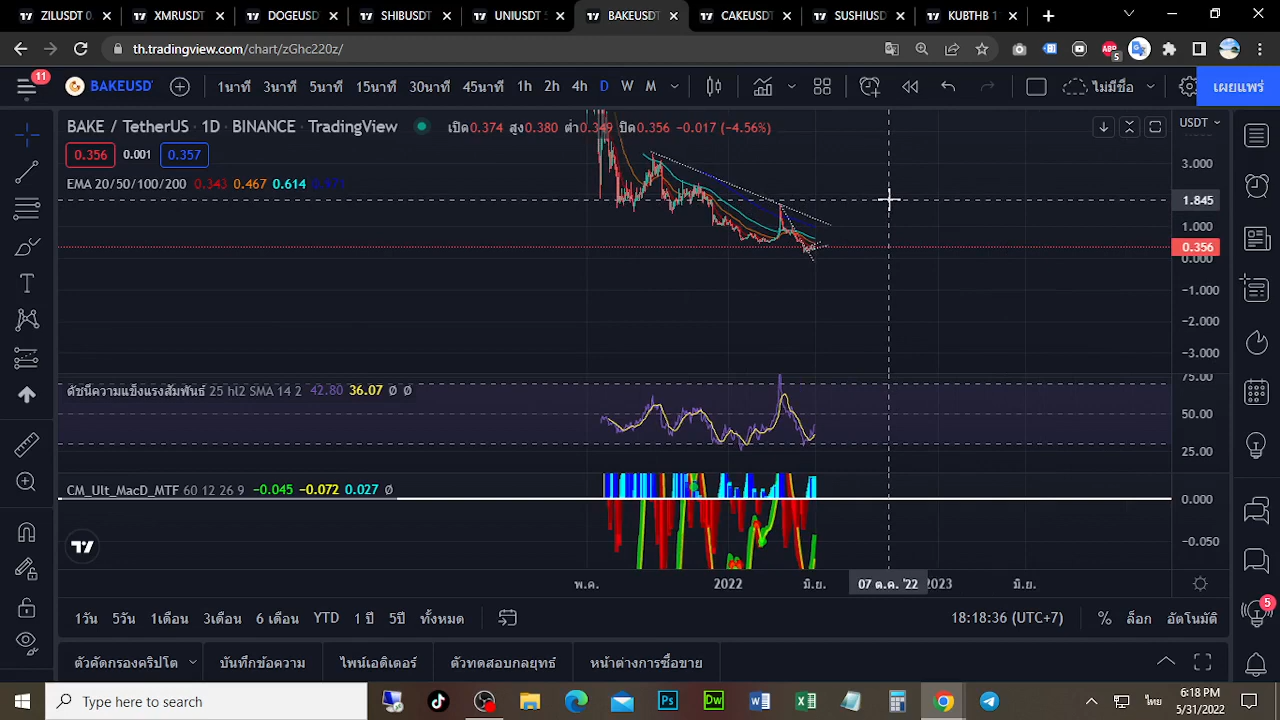 ZILUSDT 0.
XMRUSDT
DOGEUSD
SHIBUSDT
UNIUSDT 5
BAKEUSDT
CAKEUSDT
SUSHIUSD
KUBTHB 1
th.tradingview.com/chart/zGhc220z/
5
11
BAKEUSD
1นาที
3นาที
5นาที
15นาที
30นาที
45นาที
1h
2h
4h
D
W
M
ไม่มีชื่อ
เผยแพร่
BAKE / TetherUS · 1D · BINANCE · TradingView
เปิด0.374 สูง0.380 ต่ำ0.349 ปิด0.356 −0.017 (−4.56%)
USDT
0.356
0.001
0.357
EMA 20/50/100/200 0.343 0.467 0.614
3.000
1.845
1.000
0.356
0.000
−1.000
−2.000
−3.000
ดัชนีความแข็งแรงสัมพันธ์ 25 hl2 SMA 14 2 42.80 36.07 Ø Ø
75.00
50.00
25.00
CM_Ult_MacD_MTF 60 12 26 9 −0.045 −0.072 0.027 Ø
0.000
−0.050
พ.ค.
2022
มิ.ย.
07 ต.ค. '22
2023
มิ.ย.
1วัน
5วัน
1เดือน
3เดือน
6 เดือน
YTD
1 ปี
5ปี
ทั้งหมด
18:18:36 (UTC+7)
%
ล็อก
อัตโนมัติ
5
ตัวคัดกรองคริปโต
บันทึกข้อความ
ไพน์เอดิเตอร์
ตัวทดสอบกลยุทธ์
หน้าต่างการซื้อขาย
Type here to search
Ps
Dw
ไทย
6:18 PM
5/31/2022